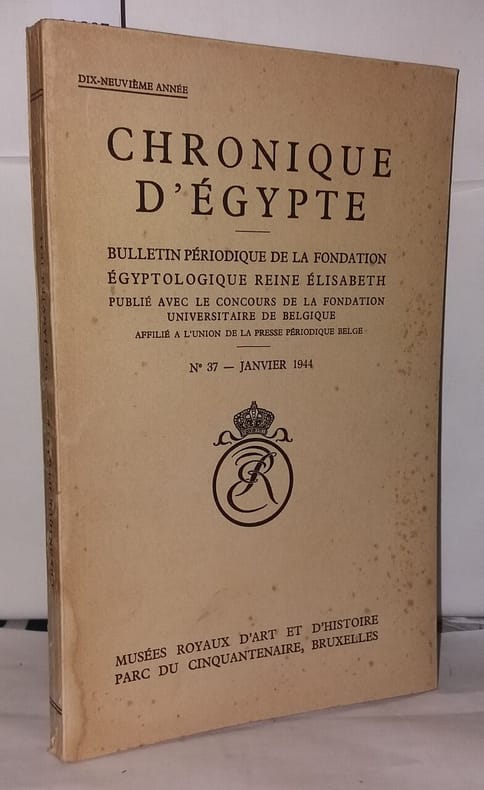 DIX-NEUVIÈME ANNÉE
CHRONIQUE
D'ÉGYPTE
BULLETIN PÉRIODIQUE DE LA FONDATION
ÉGYPTOLOGIQUE REINE ÉLISABETH
PUBLIÉ AVEC LE CONCOURS DE LA FONDATION
UNIVERSITAIRE DE BELGIQUE
AFFILIÉ A L'UNION DE LA PRESSE PÉRIODIQUE BELGE
Nº 37 — JANVIER 1944
MUSÉES ROYAUX D'ART ET D'HISTOIRE
PARC DU CINQUANTENAIRE, BRUXELLES